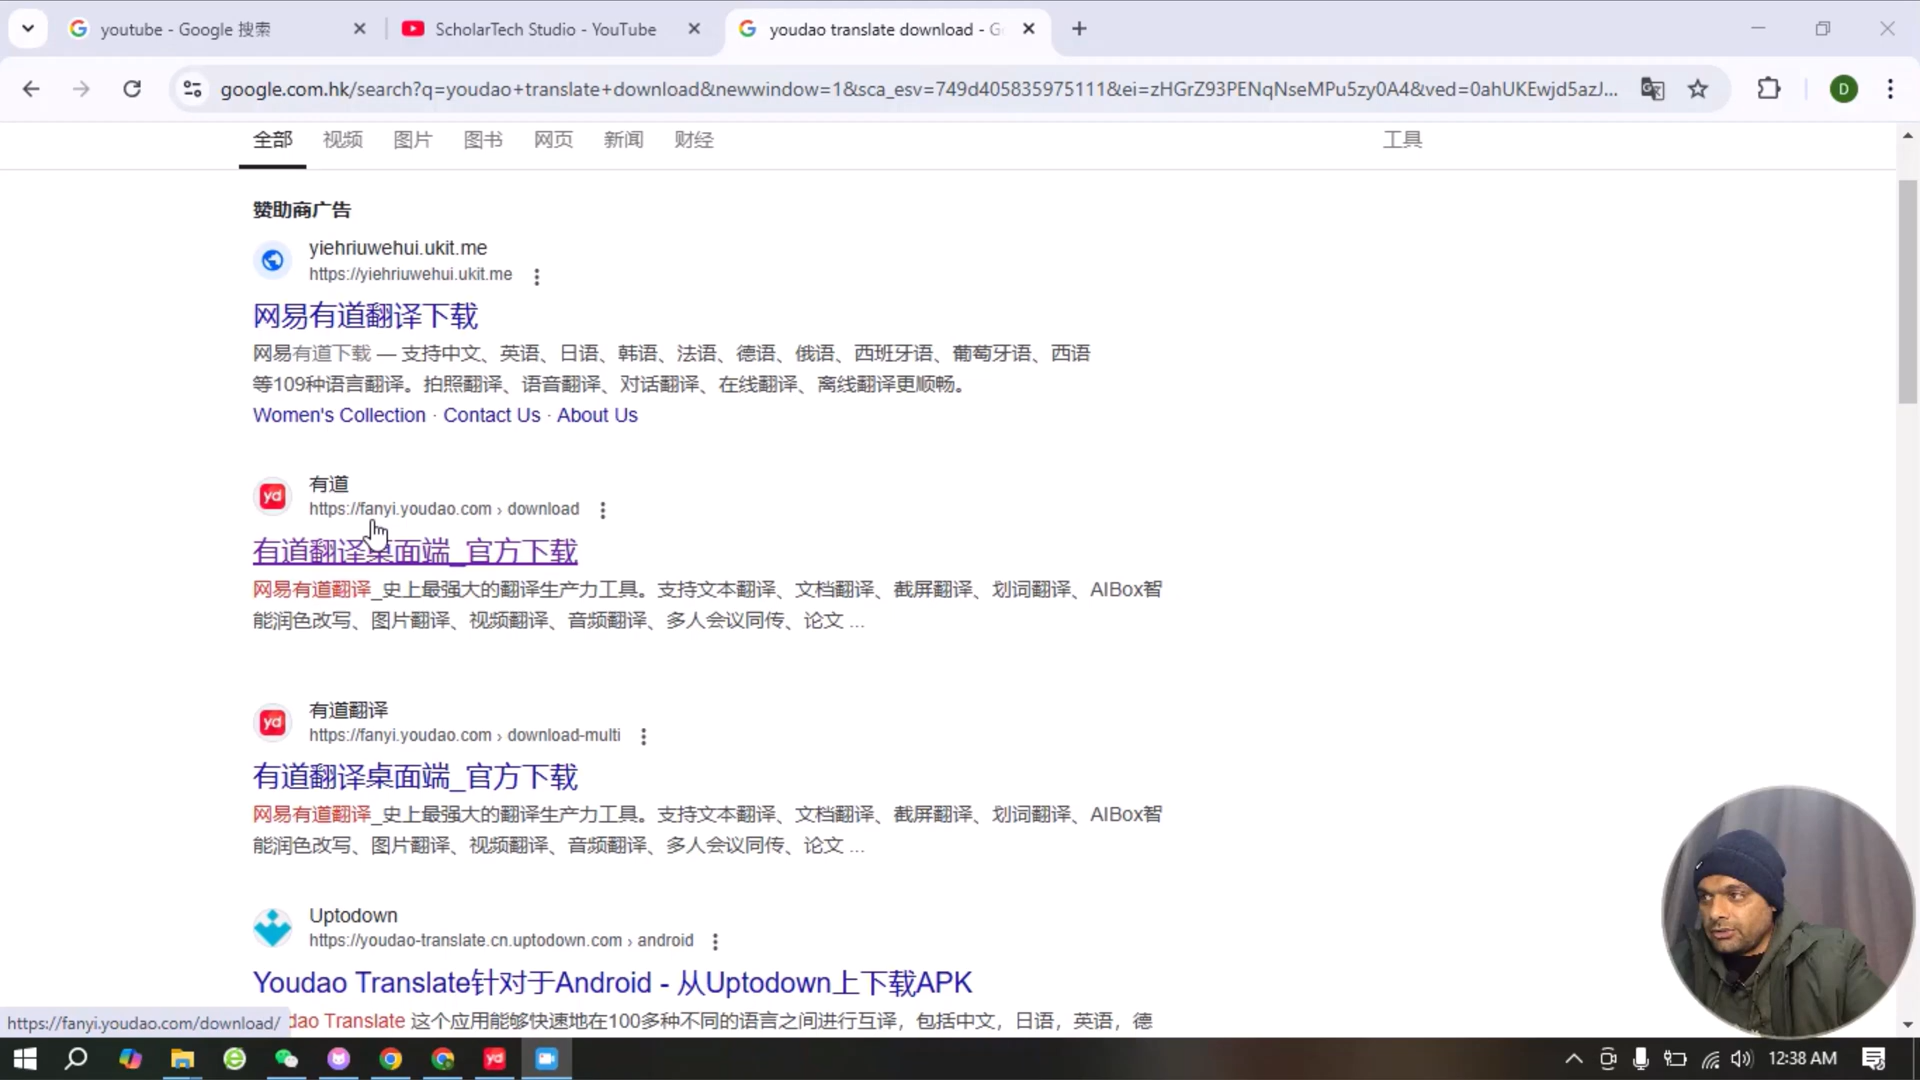 youtube - Google 搜索
ScholarTech Studio - YouTube
youdao translate download - G
google.com.hk/search?q=youdao+translate+download&newwindow=1&sca_esv=749d405835975111&ei=zHGrZ93PENqNseMPu5zy0A4&ved=0ahUKEwjd5azJ...
D
全部 视频 图片 图书 网页 新闻 财经 工具
赞助商广告
yiehriuwehui.ukit.me
https://yiehriuwehui.ukit.me
网易有道翻译下载
网易有道下载 — 支持中文、英语、日语、韩语、法语、德语、俄语、西班牙语、葡萄牙语、西语
等109种语言翻译。拍照翻译、语音翻译、对话翻译、在线翻译、离线翻译更顺畅。
Women's Collection · Contact Us · About Us
有道
https://fanyi.youdao.com › download
有道翻译桌面端_官方下载
网易有道翻译_史上最强大的翻译生产力工具。支持文本翻译、文档翻译、截屏翻译、划词翻译、AIBox智
能润色改写、图片翻译、视频翻译、音频翻译、多人会议同传、论文 ...
有道翻译
https://fanyi.youdao.com › download-multi
有道翻译桌面端_官方下载
网易有道翻译_史上最强大的翻译生产力工具。支持文本翻译、文档翻译、截屏翻译、划词翻译、AIBox智
能润色改写、图片翻译、视频翻译、音频翻译、多人会议同传、论文 ...
Uptodown
https://youdao-translate.cn.uptodown.com › android
Youdao Translate针对于Android - 从Uptodown上下载APK
dao Translate 这个应用能够快速地在100多种不同的语言之间进行互译，包括中文，日语，英语，德
https://fanyi.youdao.com/download/
12:38 AM